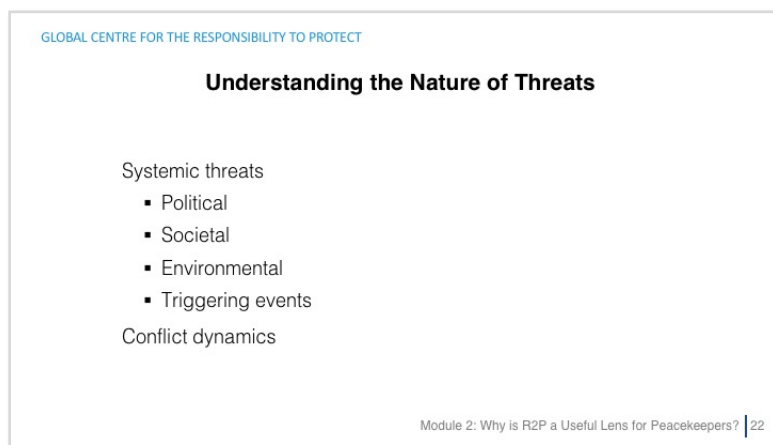 GLOBAL CENTRE FOR THE RESPONSIBILITY TO PROTECT
Understanding the Nature of Threats
Systemic threats
▪ Political
▪ Societal
▪ Environmental
▪ Triggering events
Conflict dynamics
Module 2: Why is R2P a Useful Lens for Peacekeepers? 22